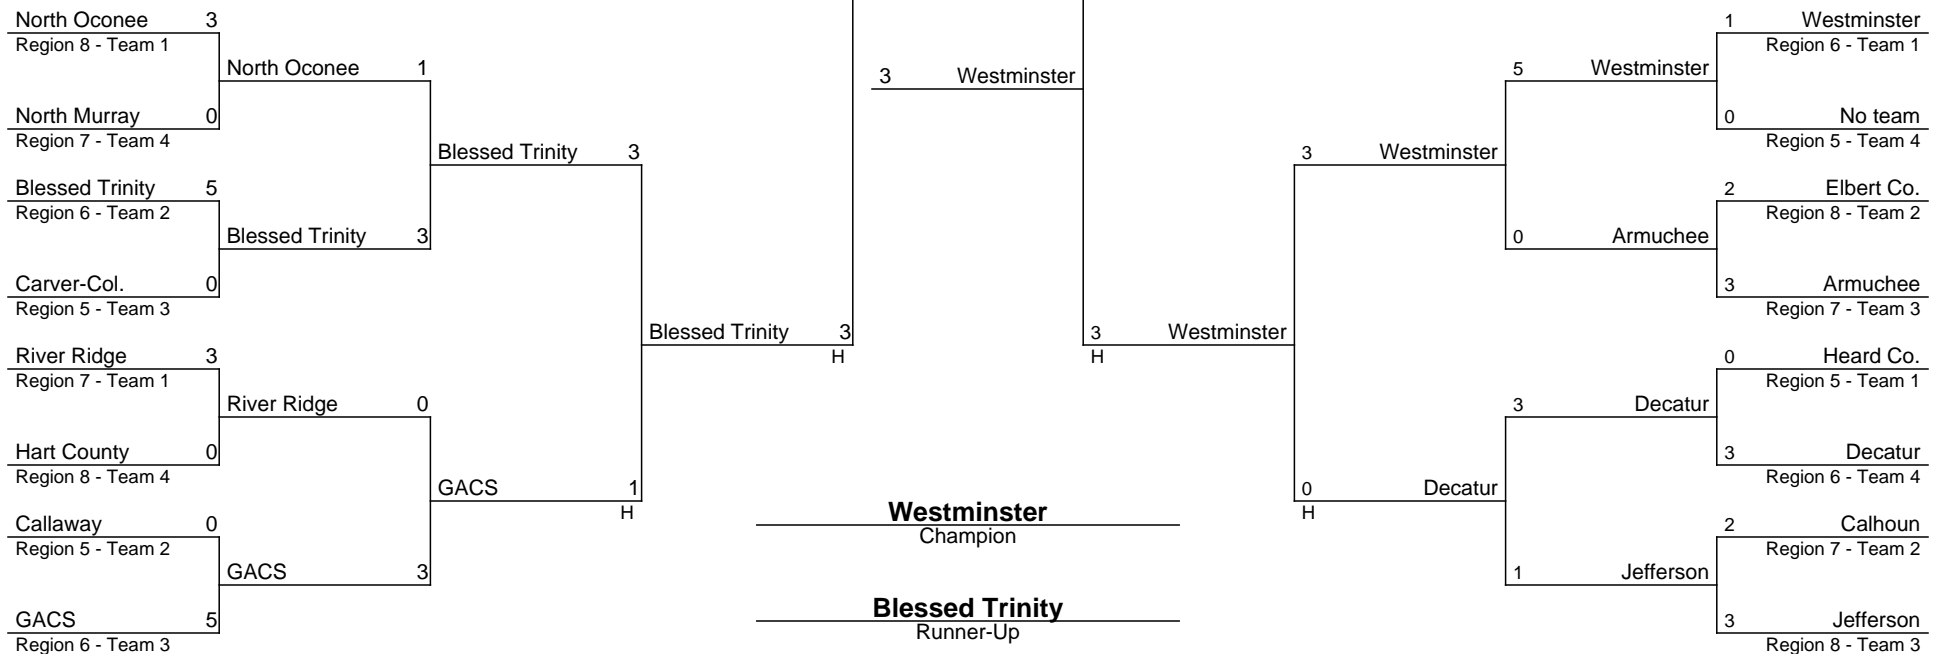 North Oconee 3
Region 8 - Team 1
North Oconee 1
North Murray 0
Region 7 - Team 4
Blessed Trinity 3
Blessed Trinity 5
Region 6 - Team 2
Blessed Trinity 3
Carver-Col. 0
Region 5 - Team 3
Blessed Trinity 3
H
River Ridge 3
Region 7 - Team 1
River Ridge 0
Hart County 0
Region 8 - Team 4
GACS 1
H
Callaway 0
Region 5 - Team 2
GACS 3
GACS 5
Region 6 - Team 3
3 Westminster
Westminster
Champion
Blessed Trinity
Runner-Up
1 Westminster
Region 6 - Team 1
5 Westminster
0 No team
Region 5 - Team 4
3 Westminster
2 Elbert Co.
Region 8 - Team 2
0 Armuchee
3 Armuchee
Region 7 - Team 3
3 Westminster
H
0 Heard Co.
Region 5 - Team 1
3 Decatur
3 Decatur
Region 6 - Team 4
0 Decatur
H
2 Calhoun
Region 7 - Team 2
1 Jefferson
3 Jefferson
Region 8 - Team 3